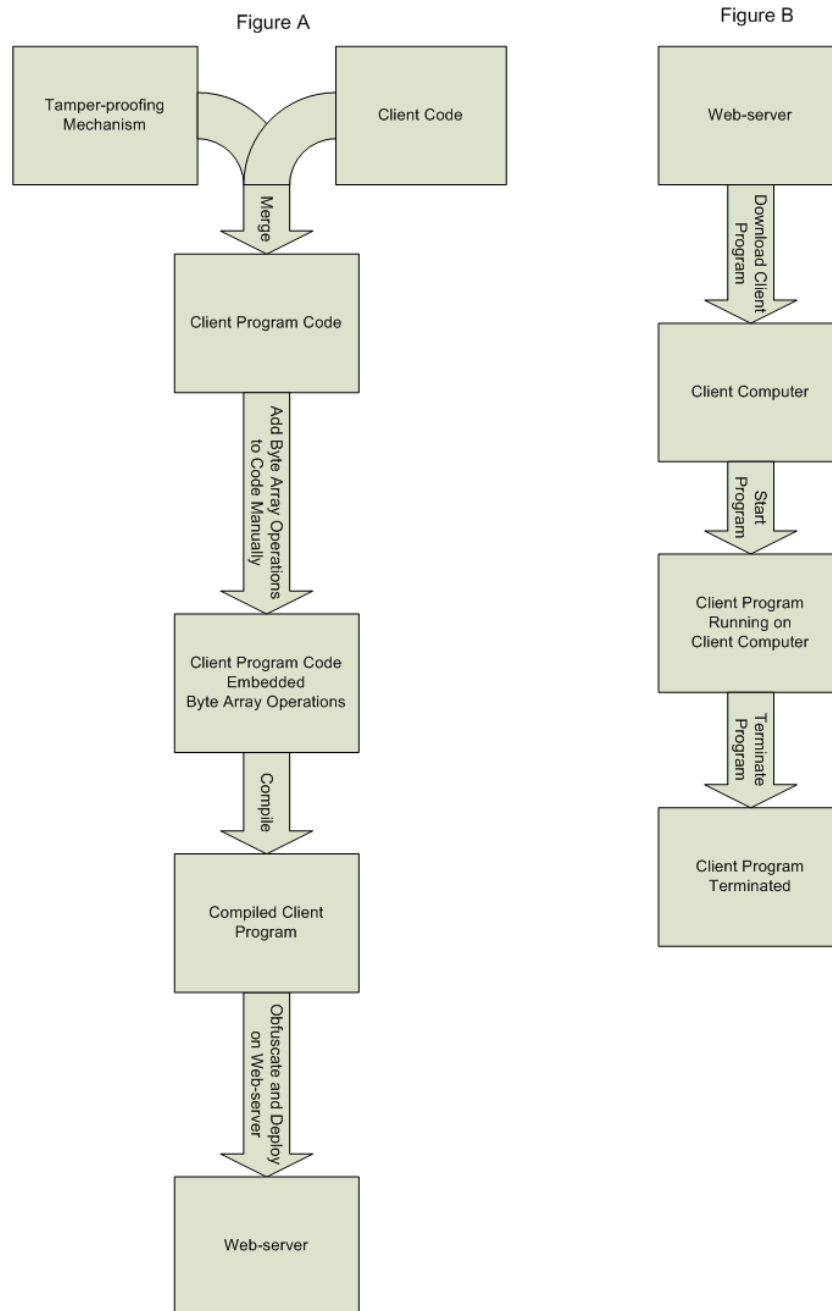 Figure A
Tamper-proofing
Mechanism
Client Code
Merge
Client Program Code
Add Byte Array Operations
to Code Manually
Client Program Code
Embedded
Byte Array Operations
Compile
Compiled Client
Program
Obfuscate and Deploy
on Web-server
Web-server
Figure B
Web-server
Download Client
Program
Client Computer
Start
Program
Client Program
Running on
Client Computer
Terminate
Program
Client Program
Terminated